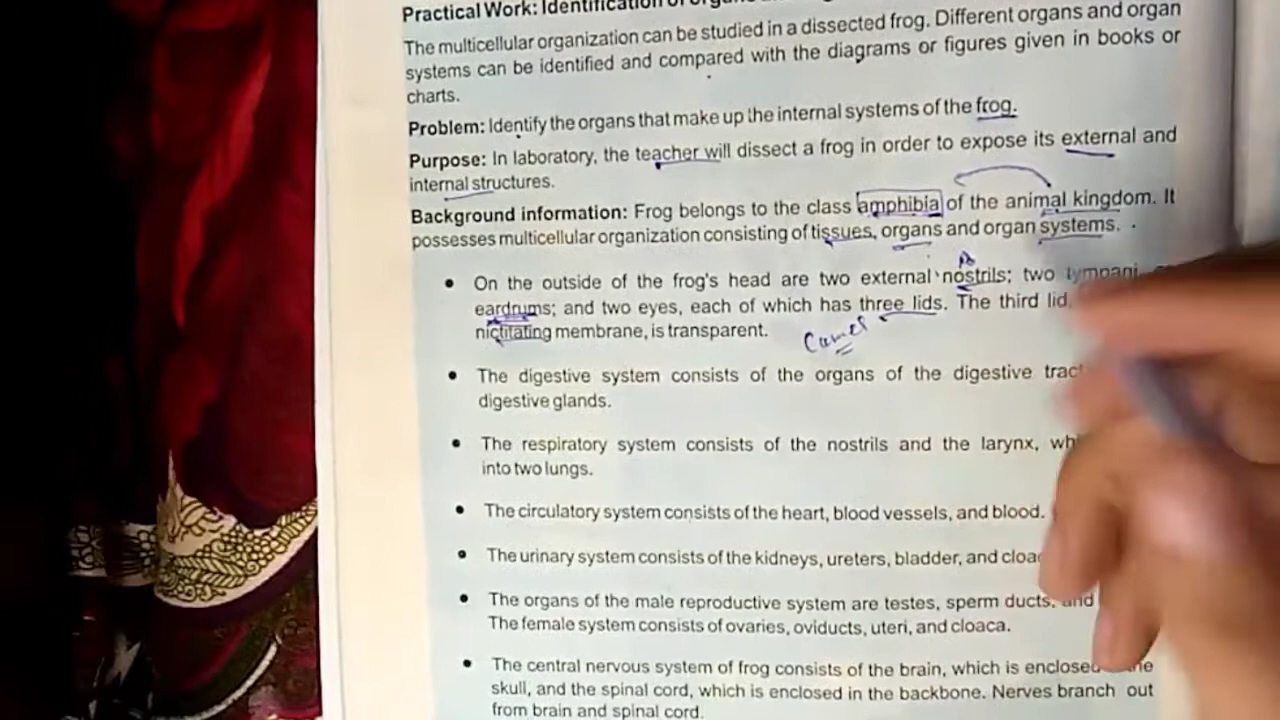 Practical Work: Identification of
The multicellular organization can be studied in a dissected frog. Different organs and organ
systems can be identified and compared with the diagrams or figures given in books or
charts.
Problem: Identify the organs that make up the internal systems of the frog.
Purpose: In laboratory, the teacher will dissect a frog in order to expose its external and
internal structures.
Background information: Frog belongs to the class amphibia of the animal kingdom. It
possesses multicellular organization consisting of tissues, organs and organ systems.
• On the outside of the frog's head are two external nostrils; two tympani
eardrums; and two eyes, each of which has three lids. The third lid,
nictitating membrane, is transparent.
Camel
• The digestive system consists of the organs of the digestive tract
digestive glands.
• The respiratory system consists of the nostrils and the larynx,
into two lungs.
• The circulatory system consists of the heart, blood vessels, and blood.
• The urinary system consists of the kidneys, ureters, bladder, and
• The organs of the male reproductive system are testes, sperm ducts, and
The female system consists of ovaries, oviducts, uteri, and cloaca.
• The central nervous system of frog consists of the brain, which is enclosed
skull, and the spinal cord, which is enclosed in the backbone. Nerves branch out
from brain and spinal cord.